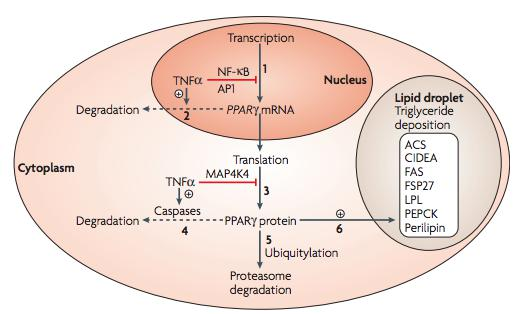 Transcription
NF-κB
1
TNFα
AP1
Nucleus
⊕
Degradation
2
PPARγ mRNA
Lipid droplet
Triglyceride
deposition
ACS
CIDEA
FAS
FSP27
LPL
PEPCK
Perilipin
Cytoplasm
Translation
TNFα
MAP4K4
3
⊕
Caspases
Degradation
4
PPARγ protein
⊕
6
5
Ubiquitylation
Proteasome
degradation